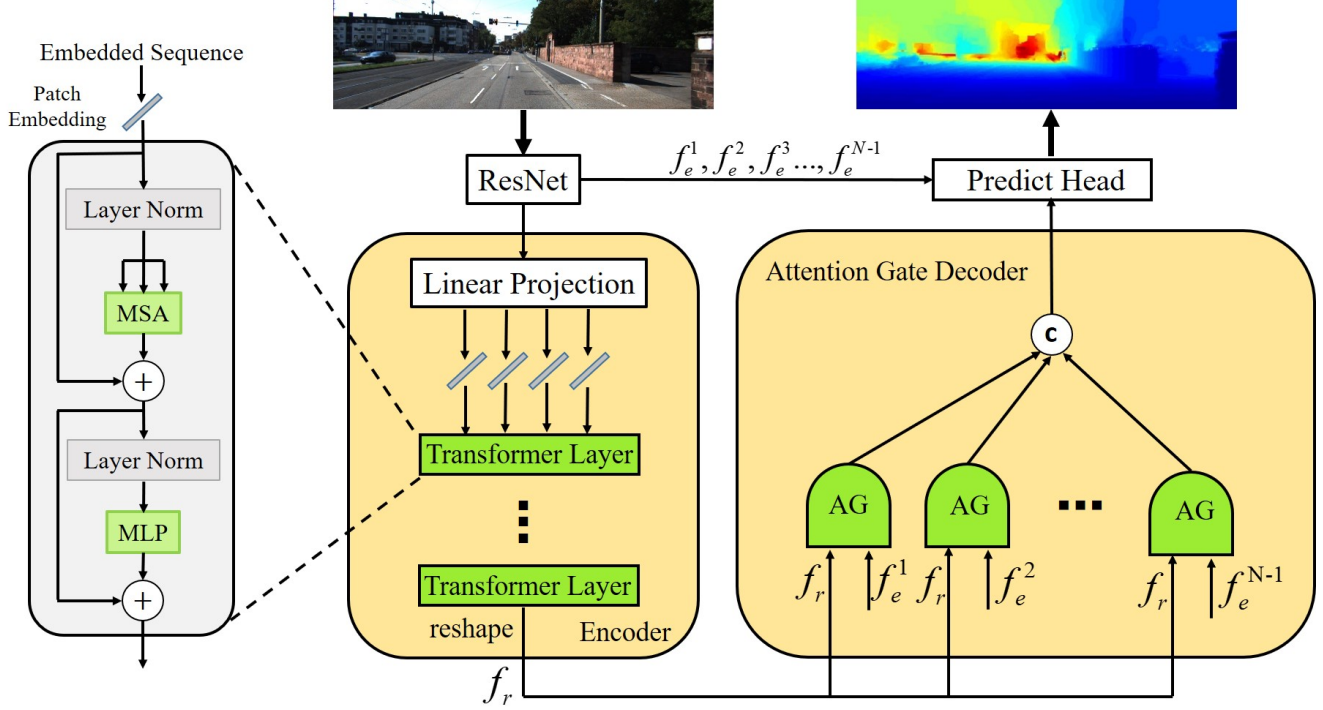 Embedded Sequence
Patch
Embedding
Layer Norm
MSA
+
Layer Norm
MLP
+
ResNet
f_e^1, f_e^2, f_e^3 ..., f_e^{N-1}
Predict Head
Linear Projection
Transformer Layer
Transformer Layer
reshape
Encoder
f_r
Attention Gate Decoder
c
AG
AG
AG
f_r
f_e^1
f_r
f_e^2
f_r
f_e^{N-1}